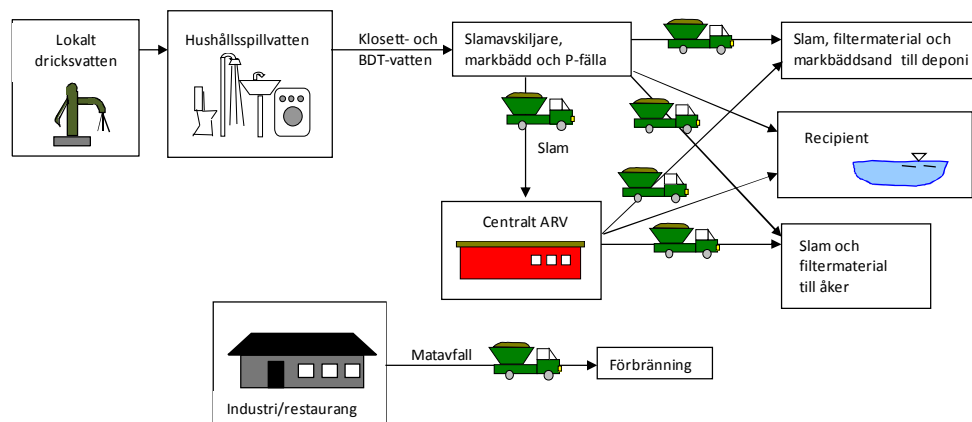 Lokalt
dricksvatten
Hushållsspillvatten
Klosett- och
BDT-vatten
Slamavskiljare,
markbädd och P-fälla
Slam, filtermaterial och
markbäddsand till deponi
Slam
Recipient
Centralt ARV
Slam och
filtermaterial
till åker
Matavfall
Förbränning
Industri/restaurang